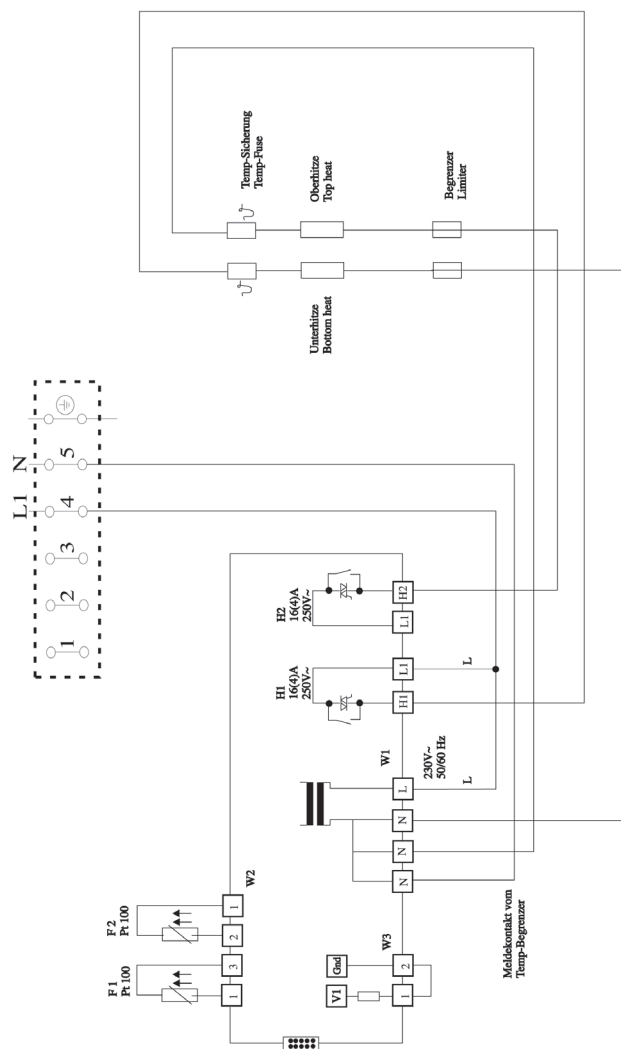 Temp-Sicherung
Temp-Fuse
Oberhitze
Top heat
Begrenzer
Limiter
Unterhitze
Bottom heat
L1
N
1
2
3
4
5
H2
16(4)A
250V~
H1
16(4)A
250V~
H2
L1
L1
H1
L
L
W1
230V~
50/60 Hz
L
N
N
N
F 2
Pt 100
F 1
Pt 100
W2
1
2
3
1
W3
Gnd
V1
2
1
Meldekontakt vom
Temp-Begrenzer